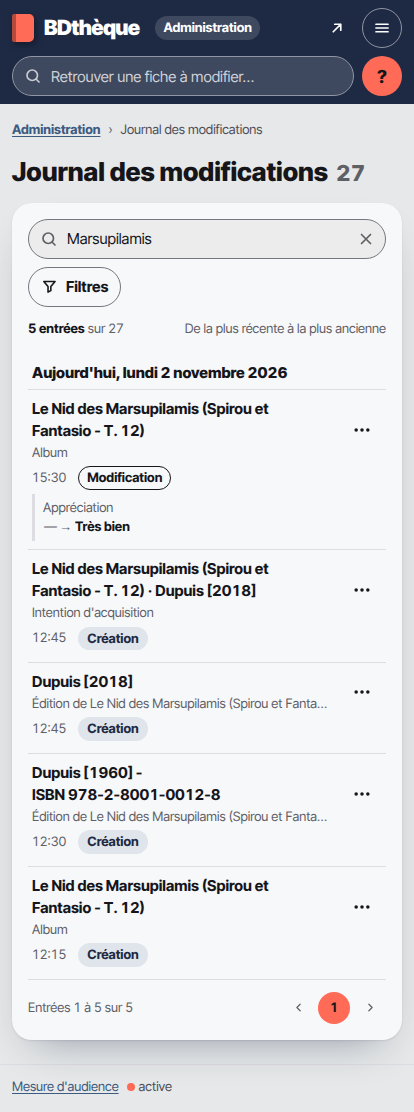 BDthèque Administration
Retrouver une fiche à modifier...
?
Administration › Journal des modifications
Journal des modifications 27
Marsupilamis
Filtres
5 entrées sur 27 De la plus récente à la plus ancienne
Aujourd'hui, lundi 2 novembre 2026
Le Nid des Marsupilamis (Spirou et
Fantasio - T. 12)
Album
15:30 Modification
Appréciation
— → Très bien
Le Nid des Marsupilamis (Spirou et
Fantasio - T. 12) · Dupuis [2018]
Intention d'acquisition
12:45 Création
Dupuis [2018]
Édition de Le Nid des Marsupilamis (Spirou et Fanta...
12:45 Création
Dupuis [1960] -
ISBN 978-2-8001-0012-8
Édition de Le Nid des Marsupilamis (Spirou et Fanta...
12:30 Création
Le Nid des Marsupilamis (Spirou et
Fantasio - T. 12)
Album
12:15 Création
Entrées 1 à 5 sur 5 ‹ 1 ›
Mesure d'audience active